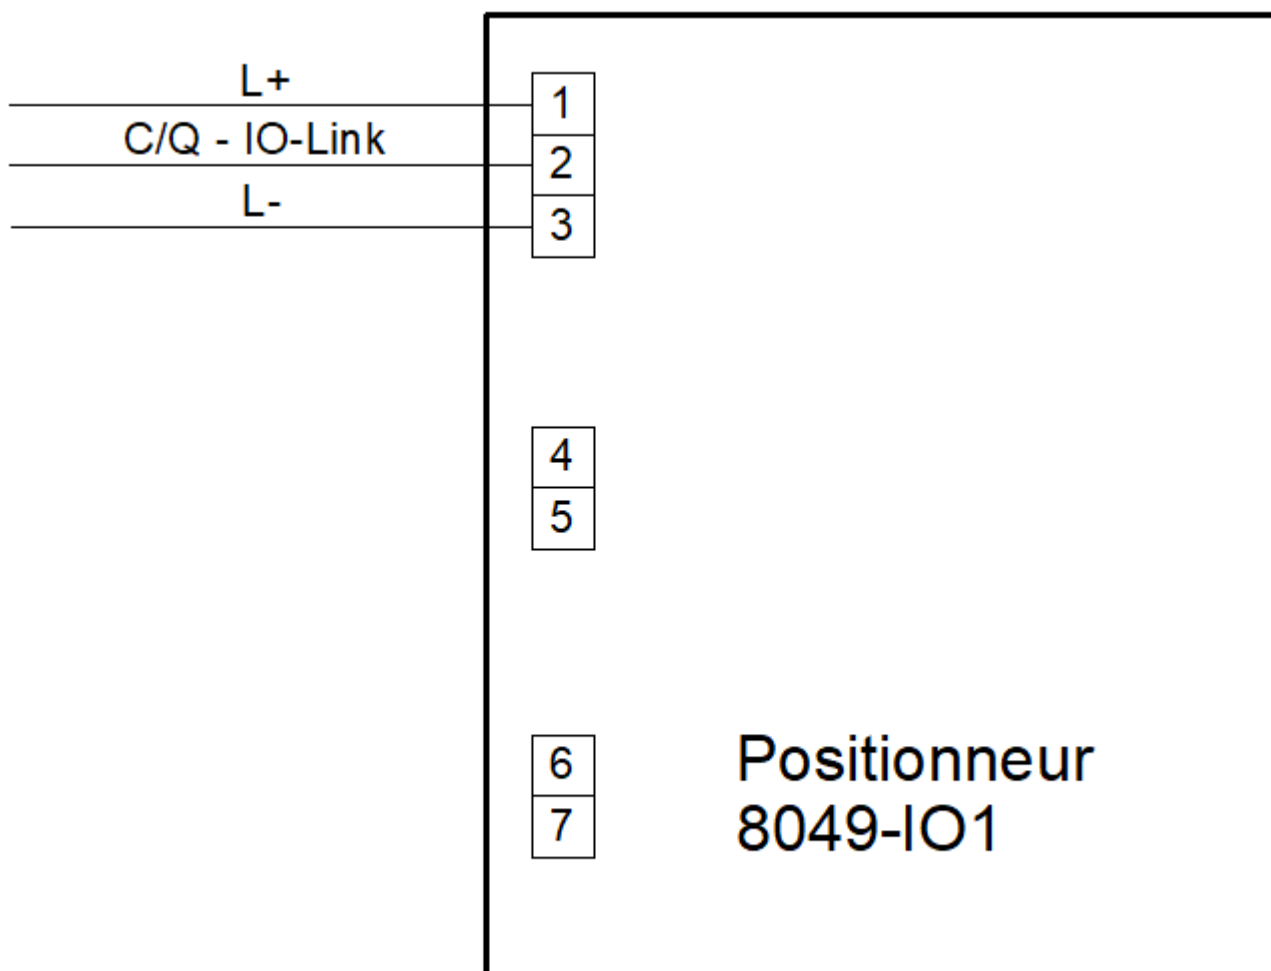 L+
1
C/Q - IO-Link
2
L-
3
4
5
6
7
Positionneur
8049-IO1